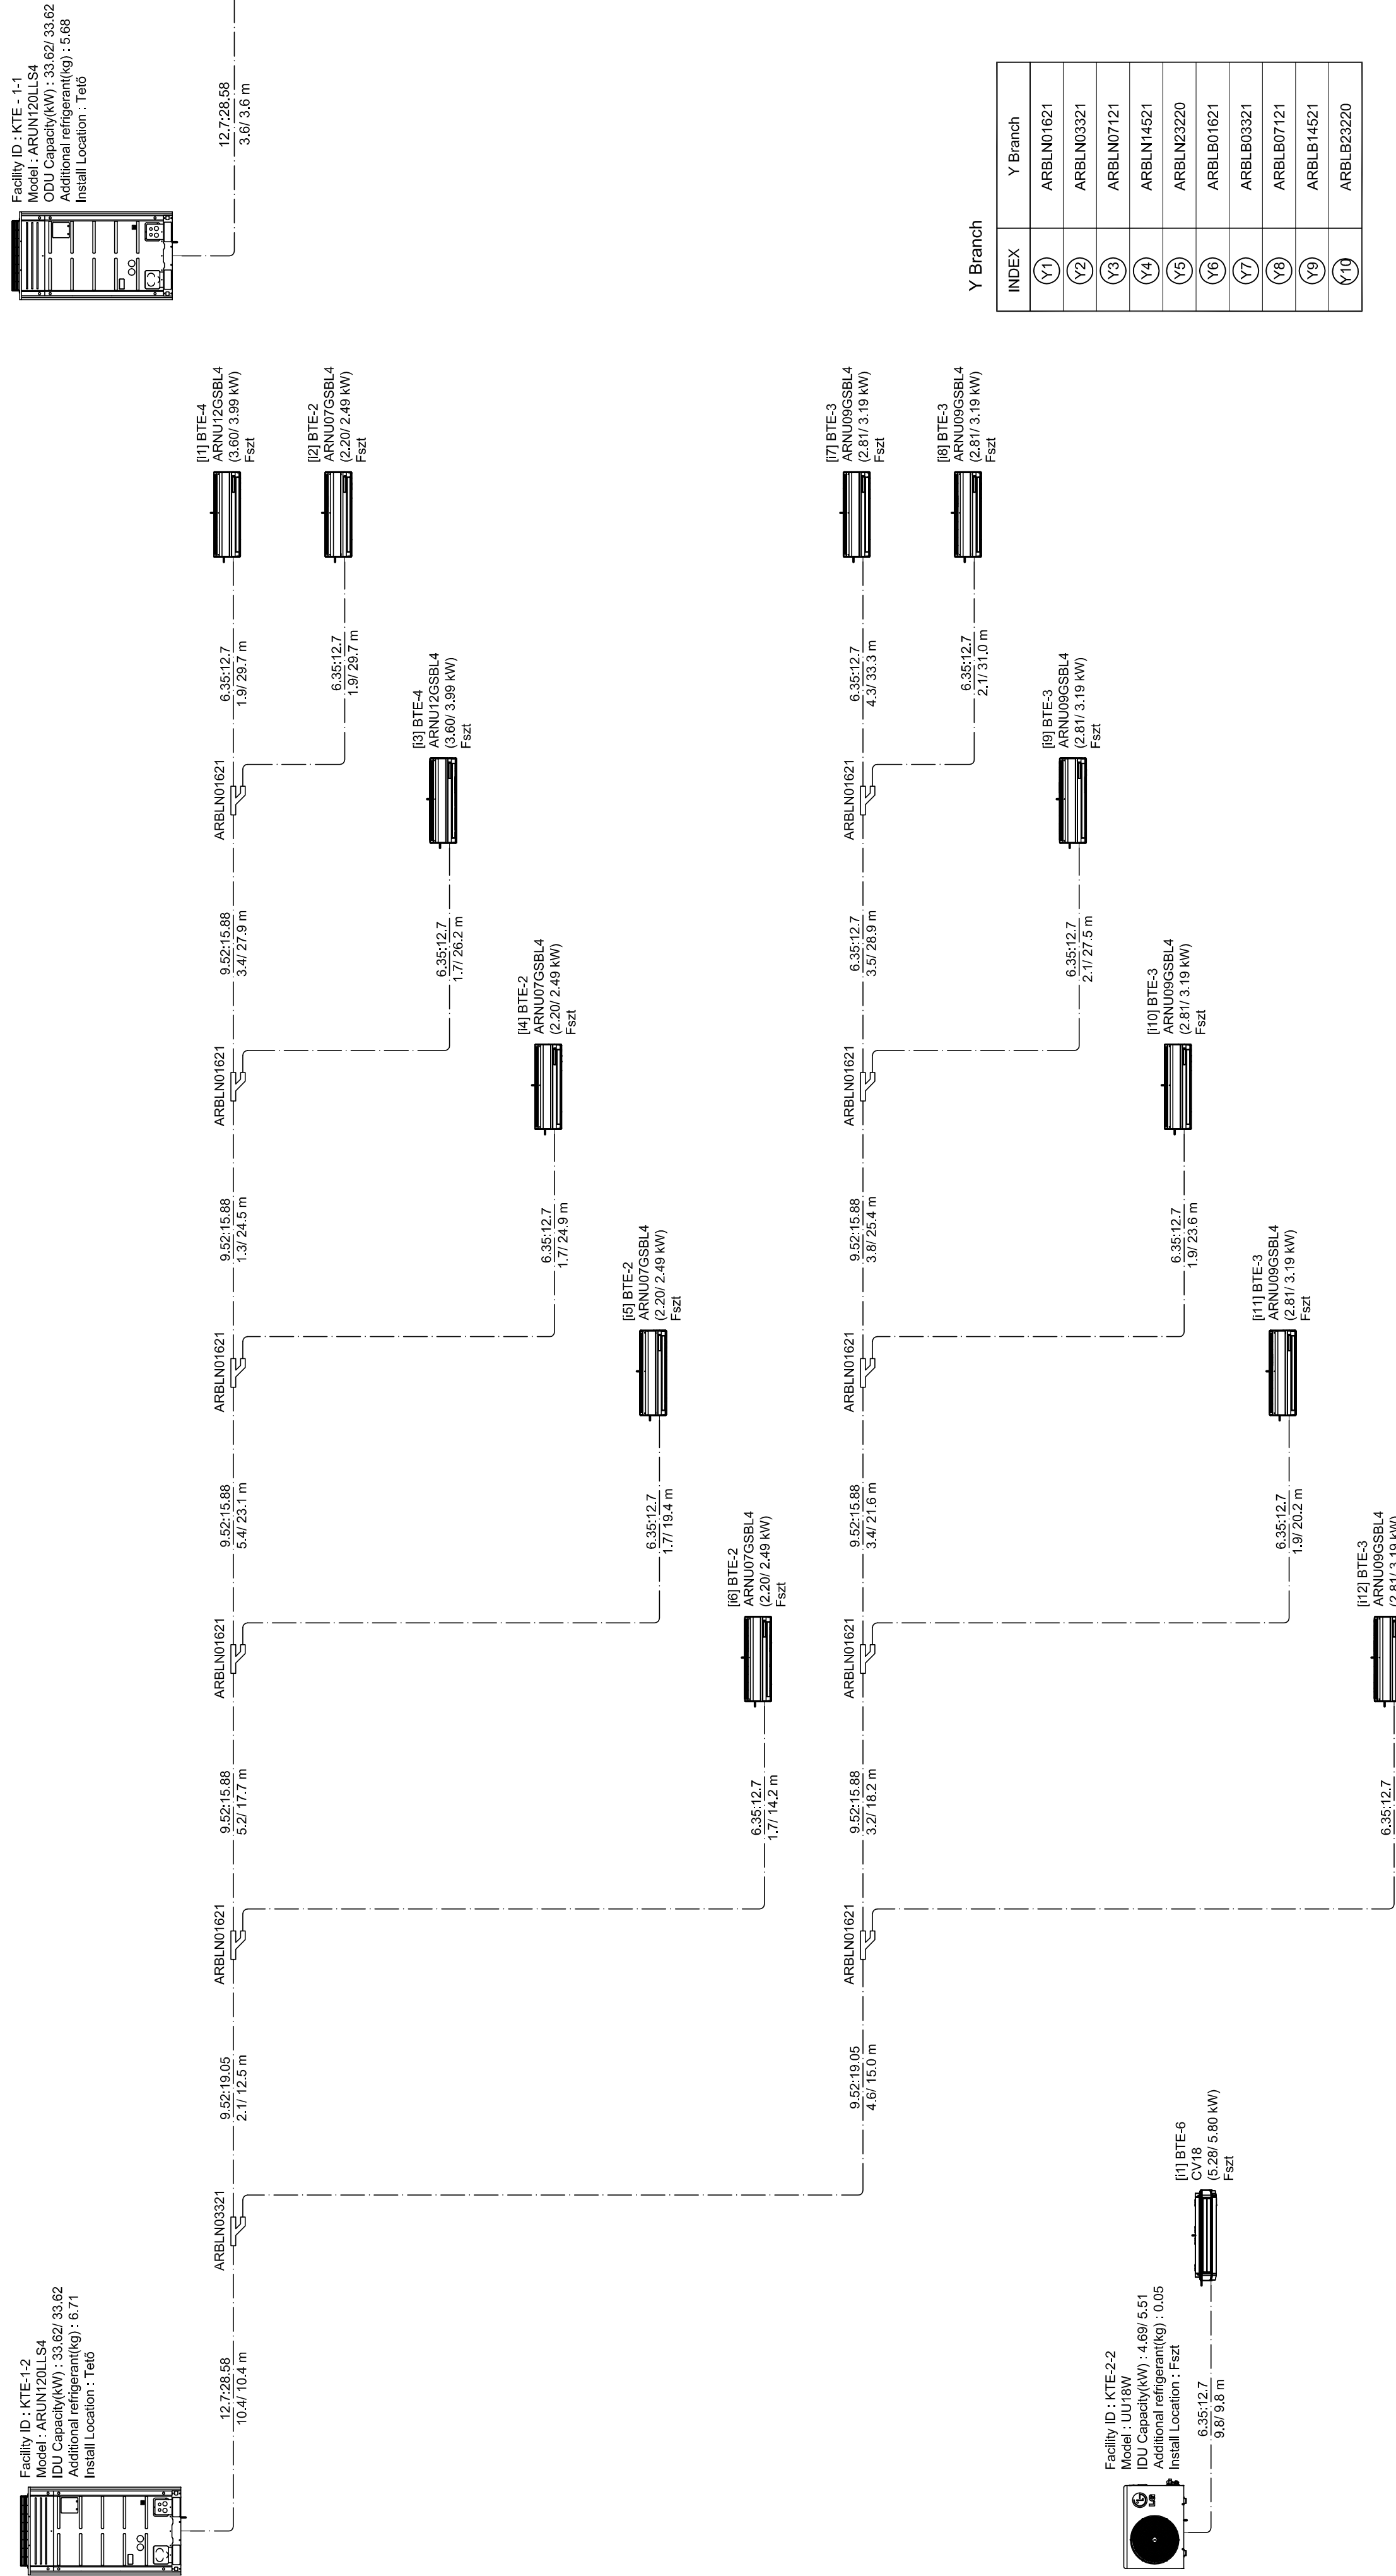 Facility ID : KTE-1-2
Model : ARUN120LLS4
IDU Capacity(kW) : 33.62/ 33.62
Additional refrigerant(kg) : 6.71
Install Location : Tető
12.7:28.58
10.4/ 10.4 m
ARBLN03321
9.52:19.05
2.1/ 12.5 m
ARBLN01621
9.52:15.88
5.2/ 17.7 m
ARBLN01621
9.52:15.88
5.4/ 23.1 m
ARBLN01621
9.52:15.88
1.3/ 24.5 m
ARBLN01621
9.52:15.88
3.4/ 27.9 m
ARBLN01621
6.35:12.7
1.9/ 29.7 m
[i1] BTE-4
ARNU12GSBL4
(3.60/ 3.99 kW)
Fszt
6.35:12.7
1.9/ 29.7 m
[i2] BTE-2
ARNU07GSBL4
(2.20/ 2.49 kW)
Fszt
6.35:12.7
1.7/ 26.2 m
[i3] BTE-4
ARNU12GSBL4
(3.60/ 3.99 kW)
Fszt
6.35:12.7
1.7/ 24.9 m
[i4] BTE-2
ARNU07GSBL4
(2.20/ 2.49 kW)
Fszt
6.35:12.7
1.7/ 19.4 m
[i5] BTE-2
ARNU07GSBL4
(2.20/ 2.49 kW)
Fszt
6.35:12.7
1.7/ 14.2 m
[i6] BTE-2
ARNU07GSBL4
(2.20/ 2.49 kW)
Fszt
9.52:19.05
4.6/ 15.0 m
ARBLN01621
9.52:15.88
3.2/ 18.2 m
ARBLN01621
9.52:15.88
3.4/ 21.6 m
ARBLN01621
9.52:15.88
3.8/ 25.4 m
ARBLN01621
6.35:12.7
3.5/ 28.9 m
ARBLN01621
6.35:12.7
4.3/ 33.3 m
[i7] BTE-3
ARNU09GSBL4
(2.81/ 3.19 kW)
Fszt
6.35:12.7
2.1/ 31.0 m
[i8] BTE-3
ARNU09GSBL4
(2.81/ 3.19 kW)
Fszt
6.35:12.7
2.1/ 27.5 m
[i9] BTE-3
ARNU09GSBL4
(2.81/ 3.19 kW)
Fszt
6.35:12.7
1.9/ 23.6 m
[i10] BTE-3
ARNU09GSBL4
(2.81/ 3.19 kW)
Fszt
6.35:12.7
1.9/ 20.2 m
[i11] BTE-3
ARNU09GSBL4
(2.81/ 3.19 kW)
Fszt
6.35:12.7
[i12] BTE-3
ARNU09GSBL4
(2.81/ 3.19 kW)
Facility ID : KTE-2-2
Model : UU18W
IDU Capacity(kW) : 4.69/ 5.51
Additional refrigerant(kg) : 0.05
Install Location : Fszt
LG
6.35:12.7
9.8/ 9.8 m
[i1] BTE-6
CV18
(5.28/ 5.80 kW)
Fszt
Facility ID : KTE - 1-1
Model : ARUN120LLS4
ODU Capacity(kW) : 33.62/ 33.62
Additional refrigerant(kg) : 5.68
Install Location : Tető
12.7:28.58
3.6/ 3.6 m
Y Branch
INDEX Y Branch
Y1 ARBLN01621
Y2 ARBLN03321
Y3 ARBLN07121
Y4 ARBLN14521
Y5 ARBLN23220
Y6 ARBLB01621
Y7 ARBLB03321
Y8 ARBLB07121
Y9 ARBLB14521
Y10 ARBLB23220